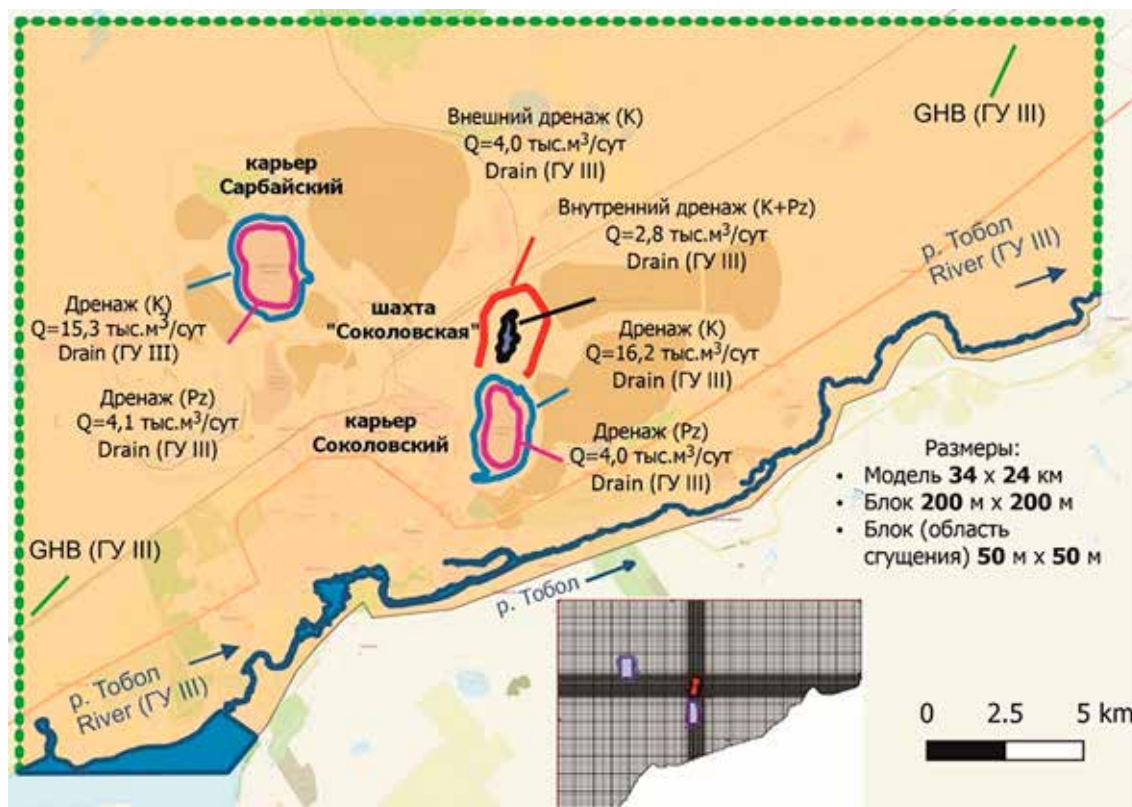 GHB (ГУ III)
Внешний дренаж (K)
Q=4,0 тыс.м³/сут
Drain (ГУ III)
карьер
Сарбайский
Внутренний дренаж (K+Pz)
Q=2,8 тыс.м³/сут
Drain (ГУ III)
р. Тобол
River (ГУ III)
Дренаж (K)
Q=15,3 тыс.м³/сут
Drain (ГУ III)
шахта
"Соколовская"
Дренаж (K)
Q=16,2 тыс.м³/сут
Drain (ГУ III)
Дренаж (Pz)
Q=4,1 тыс.м³/сут
Drain (ГУ III)
карьер
Соколовский
Дренаж (Pz)
Q=4,0 тыс.м³/сут
Drain (ГУ III)
Размеры:
• Модель 34 x 24 км
• Блок 200 м x 200 м
• Блок (область
сгущения) 50 м x 50 м
GHB (ГУ III)
р. Тобол
р. Тобол
River (ГУ III)
0 2.5 5 km